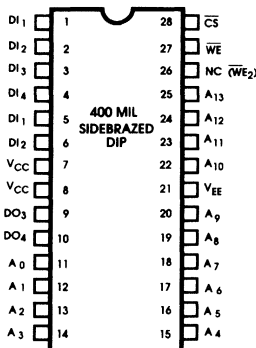 DI1 1 28 CS
DI2 2 27 WE
DI3 3 26 NC (WE2)
DI4 4 25 A13
DI1 5 24 A12
DI2 6 23 A11
VCC 7 22 A10
VCC 8 21 VEE
DO3 9 20 A9
DO4 10 19 A8
A0 11 18 A7
A1 12 17 A6
A2 13 16 A5
A3 14 15 A4
400 MIL
SIDEBRAZED
DIP